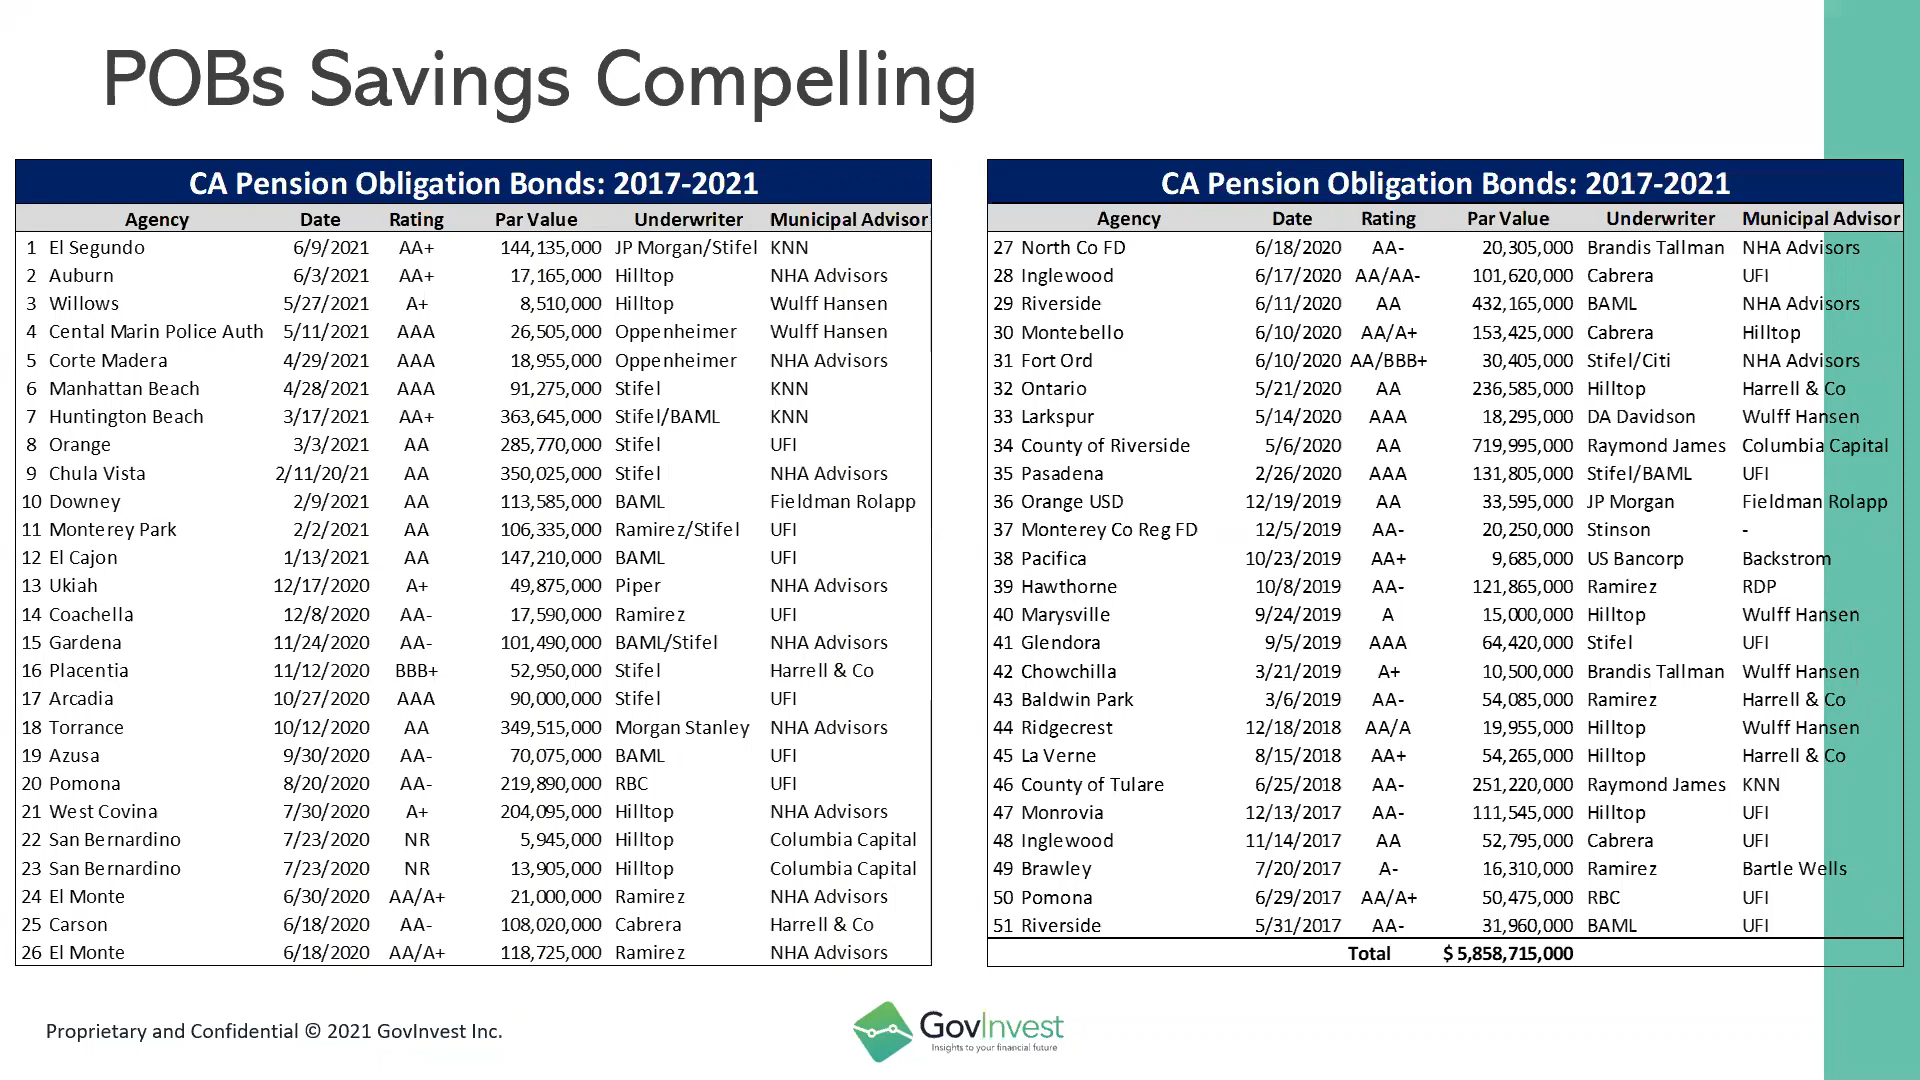 POBs Savings Compelling
CA Pension Obligation Bonds: 2017-2021
Agency Date Rating Par Value Underwriter Municipal Advisor
1 El Segundo 6/9/2021 AA+ 144,135,000 JP Morgan/Stifel KNN
2 Auburn 6/3/2021 AA+ 17,165,000 Hilltop NHA Advisors
3 Willows 5/27/2021 A+ 8,510,000 Hilltop Wulff Hansen
4 Cental Marin Police Auth 5/11/2021 AAA 26,505,000 Oppenheimer Wulff Hansen
5 Corte Madera 4/29/2021 AAA 18,955,000 Oppenheimer NHA Advisors
6 Manhattan Beach 4/28/2021 AAA 91,275,000 Stifel KNN
7 Huntington Beach 3/17/2021 AA+ 363,645,000 Stifel/BAML KNN
8 Orange 3/3/2021 AA 285,770,000 Stifel UFI
9 Chula Vista 2/11/20/21 AA 350,025,000 Stifel NHA Advisors
10 Downey 2/9/2021 AA 113,585,000 BAML Fieldman Rolapp
11 Monterey Park 2/2/2021 AA 106,335,000 Ramirez/Stifel UFI
12 El Cajon 1/13/2021 AA 147,210,000 BAML UFI
13 Ukiah 12/17/2020 A+ 49,875,000 Piper NHA Advisors
14 Coachella 12/8/2020 AA- 17,590,000 Ramirez UFI
15 Gardena 11/24/2020 AA- 101,490,000 BAML/Stifel NHA Advisors
16 Placentia 11/12/2020 BBB+ 52,950,000 Stifel Harrell & Co
17 Arcadia 10/27/2020 AAA 90,000,000 Stifel UFI
18 Torrance 10/12/2020 AA 349,515,000 Morgan Stanley NHA Advisors
19 Azusa 9/30/2020 AA- 70,075,000 BAML UFI
20 Pomona 8/20/2020 AA- 219,890,000 RBC UFI
21 West Covina 7/30/2020 A+ 204,095,000 Hilltop NHA Advisors
22 San Bernardino 7/23/2020 NR 5,945,000 Hilltop Columbia Capital
23 San Bernardino 7/23/2020 NR 13,905,000 Hilltop Columbia Capital
24 El Monte 6/30/2020 AA/A+ 21,000,000 Ramirez NHA Advisors
25 Carson 6/18/2020 AA- 108,020,000 Cabrera Harrell & Co
26 El Monte 6/18/2020 AA/A+ 118,725,000 Ramirez NHA Advisors
CA Pension Obligation Bonds: 2017-2021
Agency Date Rating Par Value Underwriter Municipal Advisor
27 North Co FD 6/18/2020 AA- 20,305,000 Brandis Tallman NHA Advisors
28 Inglewood 6/17/2020 AA/AA- 101,620,000 Cabrera UFI
29 Riverside 6/11/2020 AA 432,165,000 BAML NHA Advisors
30 Montebello 6/10/2020 AA/A+ 153,425,000 Cabrera Hilltop
31 Fort Ord 6/10/2020 AA/BBB+ 30,405,000 Stifel/Citi NHA Advisors
32 Ontario 5/21/2020 AA 236,585,000 Hilltop Harrell & Co
33 Larkspur 5/14/2020 AAA 18,295,000 DA Davidson Wulff Hansen
34 County of Riverside 5/6/2020 AA 719,995,000 Raymond James Columbia Capital
35 Pasadena 2/26/2020 AAA 131,805,000 Stifel/BAML UFI
36 Orange USD 12/19/2019 AA 33,595,000 JP Morgan Fieldman Rolapp
37 Monterey Co Reg FD 12/5/2019 AA- 20,250,000 Stinson -
38 Pacifica 10/23/2019 AA+ 9,685,000 US Bancorp Backstrom
39 Hawthorne 10/8/2019 AA- 121,865,000 Ramirez RDP
40 Marysville 9/24/2019 A 15,000,000 Hilltop Wulff Hansen
41 Glendora 9/5/2019 AAA 64,420,000 Stifel UFI
42 Chowchilla 3/21/2019 A+ 10,500,000 Brandis Tallman Wulff Hansen
43 Baldwin Park 3/6/2019 AA- 54,085,000 Ramirez Harrell & Co
44 Ridgecrest 12/18/2018 AA/A 19,955,000 Hilltop Wulff Hansen
45 La Verne 8/15/2018 AA+ 54,265,000 Hilltop Harrell & Co
46 County of Tulare 6/25/2018 AA- 251,220,000 Raymond James KNN
47 Monrovia 12/13/2017 AA- 111,545,000 Hilltop UFI
48 Inglewood 11/14/2017 AA 52,795,000 Cabrera UFI
49 Brawley 7/20/2017 A- 16,310,000 Ramirez Bartle Wells
50 Pomona 6/29/2017 AA/A+ 50,475,000 RBC UFI
51 Riverside 5/31/2017 AA- 31,960,000 BAML UFI
Total $ 5,858,715,000
Proprietary and Confidential © 2021 GovInvest Inc.
GovInvest
Insights to your financial future